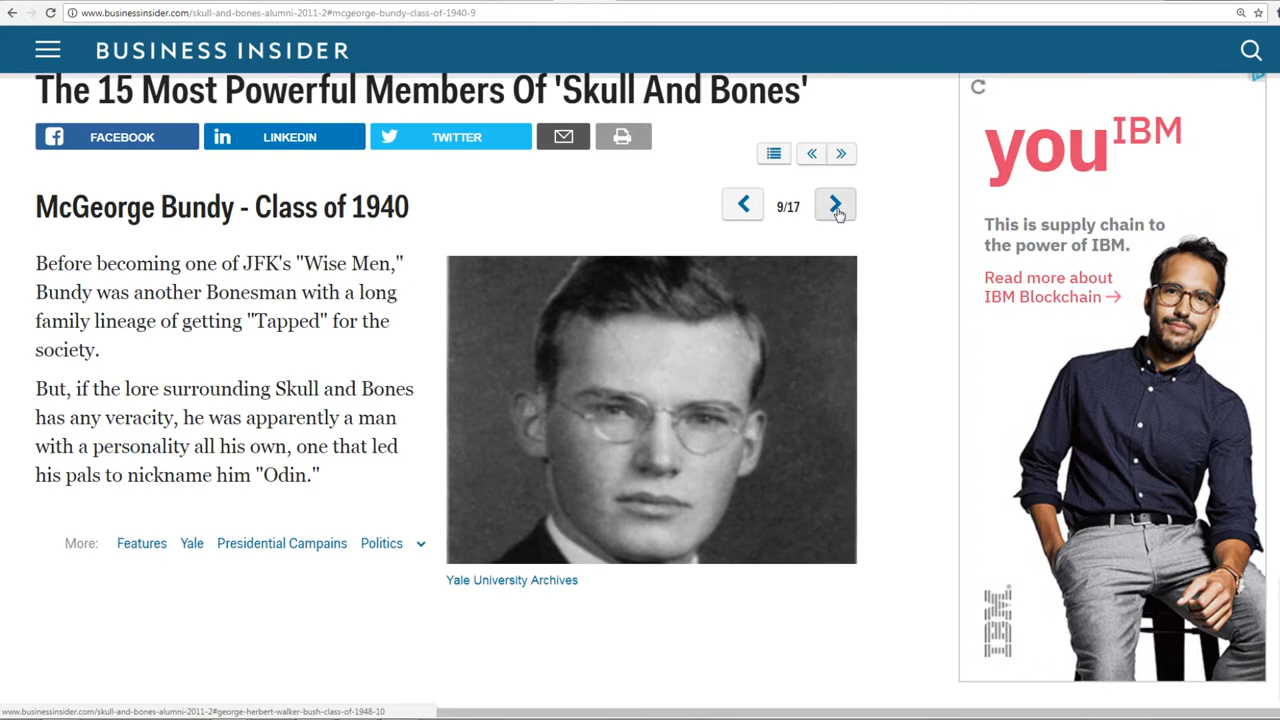 www.businessinsider.com/skull-and-bones-alumni-2011-2#mcgeorge-bundy-class-of-1940-9
BUSINESS INSIDER
The 15 Most Powerful Members Of 'Skull And Bones'
FACEBOOK
LINKEDIN
TWITTER
McGeorge Bundy - Class of 1940
9/17
Before becoming one of JFK's "Wise Men,"
Bundy was another Bonesman with a long
family lineage of getting "Tapped" for the
society.
But, if the lore surrounding Skull and Bones
has any veracity, he was apparently a man
with a personality all his own, one that led
his pals to nickname him "Odin."
More: Features Yale Presidential Campains Politics
Yale University Archives
you IBM
This is supply chain to
the power of IBM.
Read more about
IBM Blockchain →
IBM
www.businessinsider.com/skull-and-bones-alumni-2011-2#george-herbert-walker-bush-class-of-1948-10